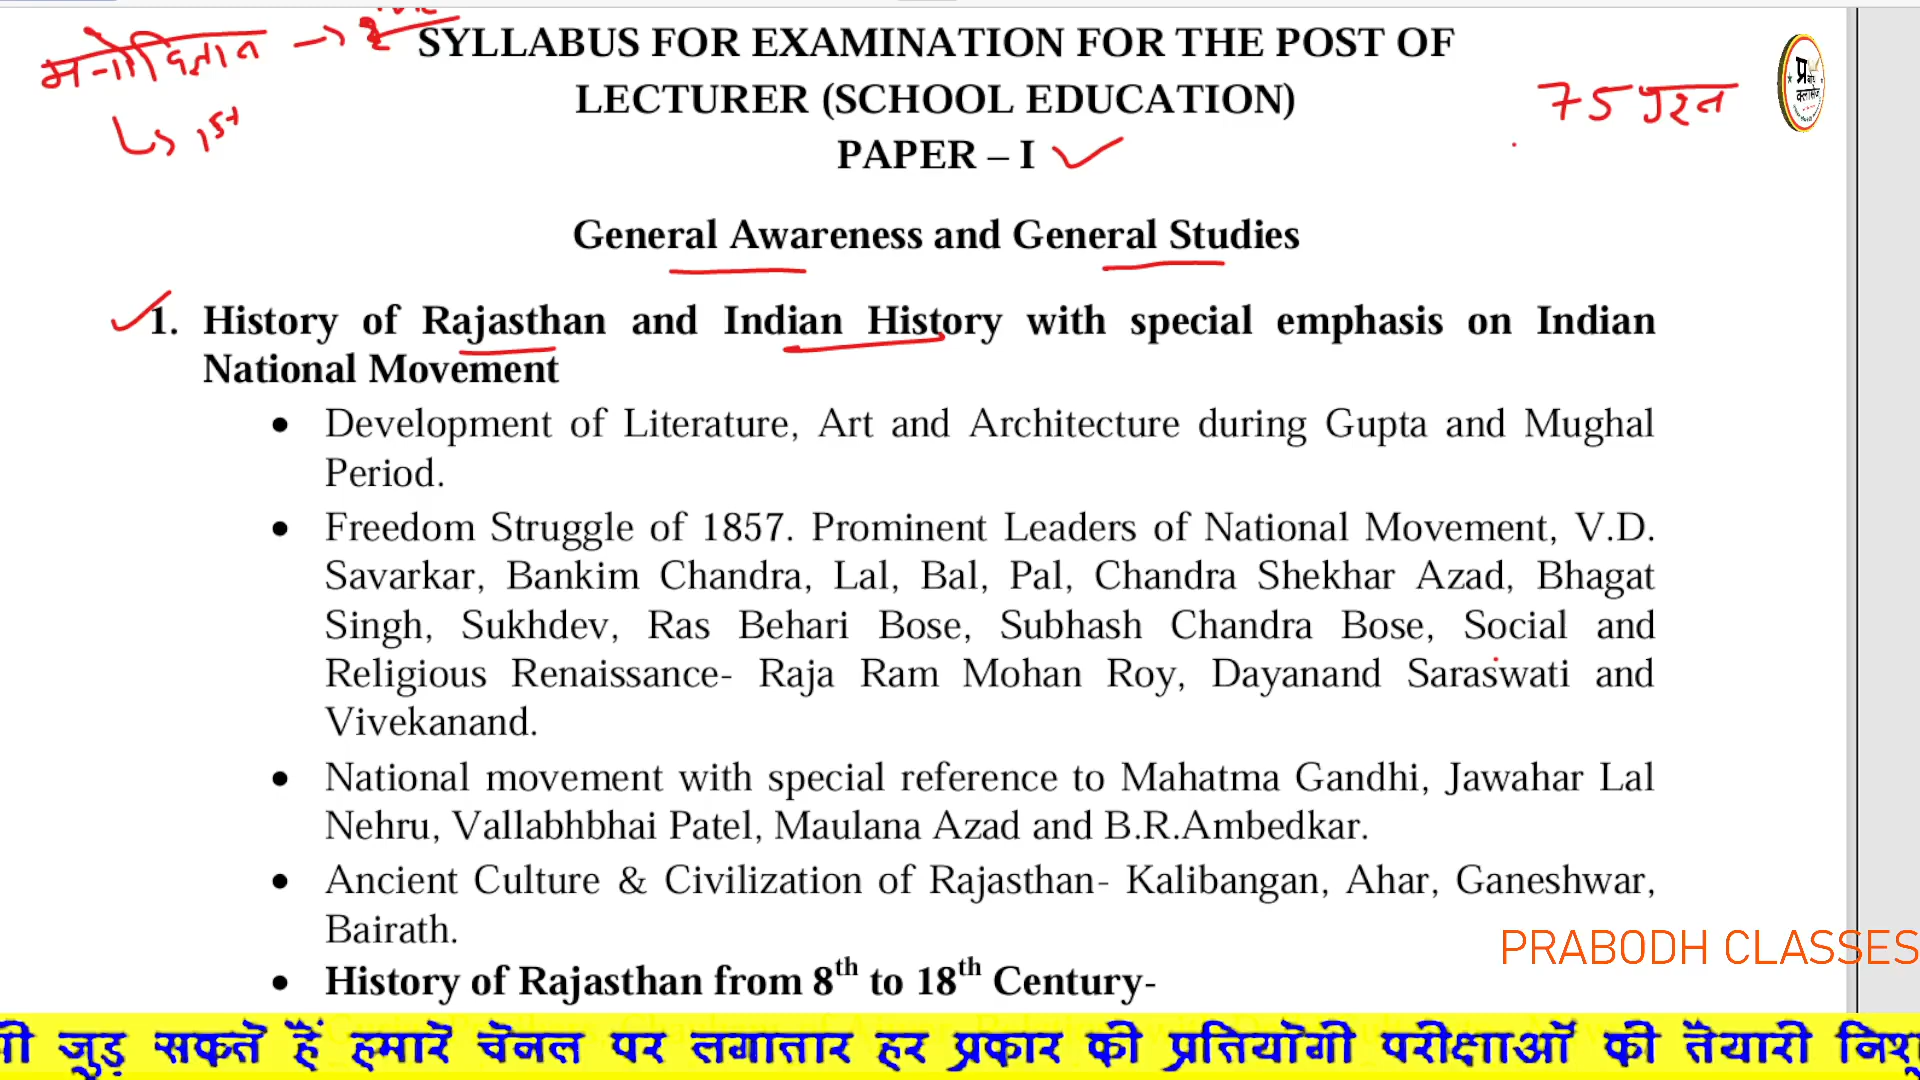 मनोविज्ञान →
↳ 1st
SYLLABUS FOR EXAMINATION FOR THE POST OF
LECTURER (SCHOOL EDUCATION)
75 प्रश्न
PAPER – I
General Awareness and General Studies
1. History of Rajasthan and Indian History with special emphasis on Indian
National Movement
• Development of Literature, Art and Architecture during Gupta and Mughal
Period.
• Freedom Struggle of 1857. Prominent Leaders of National Movement, V.D.
Savarkar, Bankim Chandra, Lal, Bal, Pal, Chandra Shekhar Azad, Bhagat
Singh, Sukhdev, Ras Behari Bose, Subhash Chandra Bose, Social and
Religious Renaissance- Raja Ram Mohan Roy, Dayanand Saraswati and
Vivekanand.
• National movement with special reference to Mahatma Gandhi, Jawahar Lal
Nehru, Vallabhbhai Patel, Maulana Azad and B.R.Ambedkar.
• Ancient Culture & Civilization of Rajasthan- Kalibangan, Ahar, Ganeshwar,
Bairath.
PRABODH CLASSES
• History of Rajasthan from 8th to 18th Century-
जुड़ सकते हैं हमारे चेनल पर लगातार हर प्रकार की प्रतियोगी परीक्षाओं की तैयारी